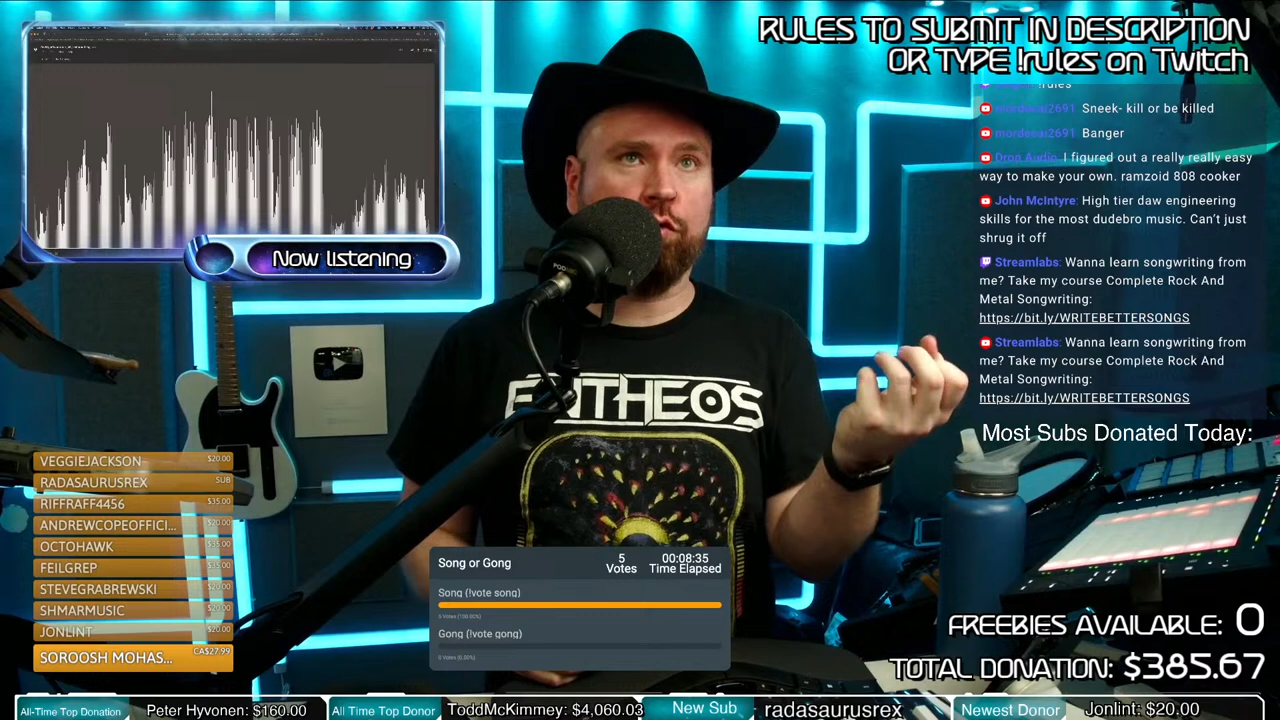 RULES TO SUBMIT IN DESCRIPTION
OR TYPE !rules on Twitch
!rules
mordecai2691 Sneek- kill or be killed
mordecai2691 Banger
Drop Audio: I figured out a really really easy
way to make your own. ramzoid 808 cooker
John McIntyre: High tier daw engineering
skills for the most dudebro music. Can't just
shrug it off
Streamlabs: Wanna learn songwriting from
me? Take my course Complete Rock And
Metal Songwriting:
https://bit.ly/WRITEBETTERSONGS
Streamlabs: Wanna learn songwriting from
me? Take my course Complete Rock And
Metal Songwriting:
https://bit.ly/WRITEBETTERSONGS
Most Subs Donated Today:
Now listening
ENTHEOS
VEGGIEJACKSON $20.00
RADASAURUSREX SUB
RIFFRAFF4456 $35.00
ANDREWCOPEOFFICI... $20.00
OCTOHAWK $35.00
FEILGREP $35.00
STEVEGRABREWSKI $20.00
SHMARMUSIC $20.00
JONLINT $20.00
SOROOSH MOHAS... CA$27.99
Song or Gong 5 Votes 00:08:35 Time Elapsed
Song (!vote song)
5 Votes (100.00%)
Gong (!vote gong)
0 Votes (0.00%)
FREEBIES AVAILABLE: 0
TOTAL DONATION: $385.67
All-Time Top Donation Peter Hyvonen: $160.00 All Time Top Donor ToddMcKimmey: $4,060.03 New Sub radasaurusrex Newest Donor Jonlint: $20.00